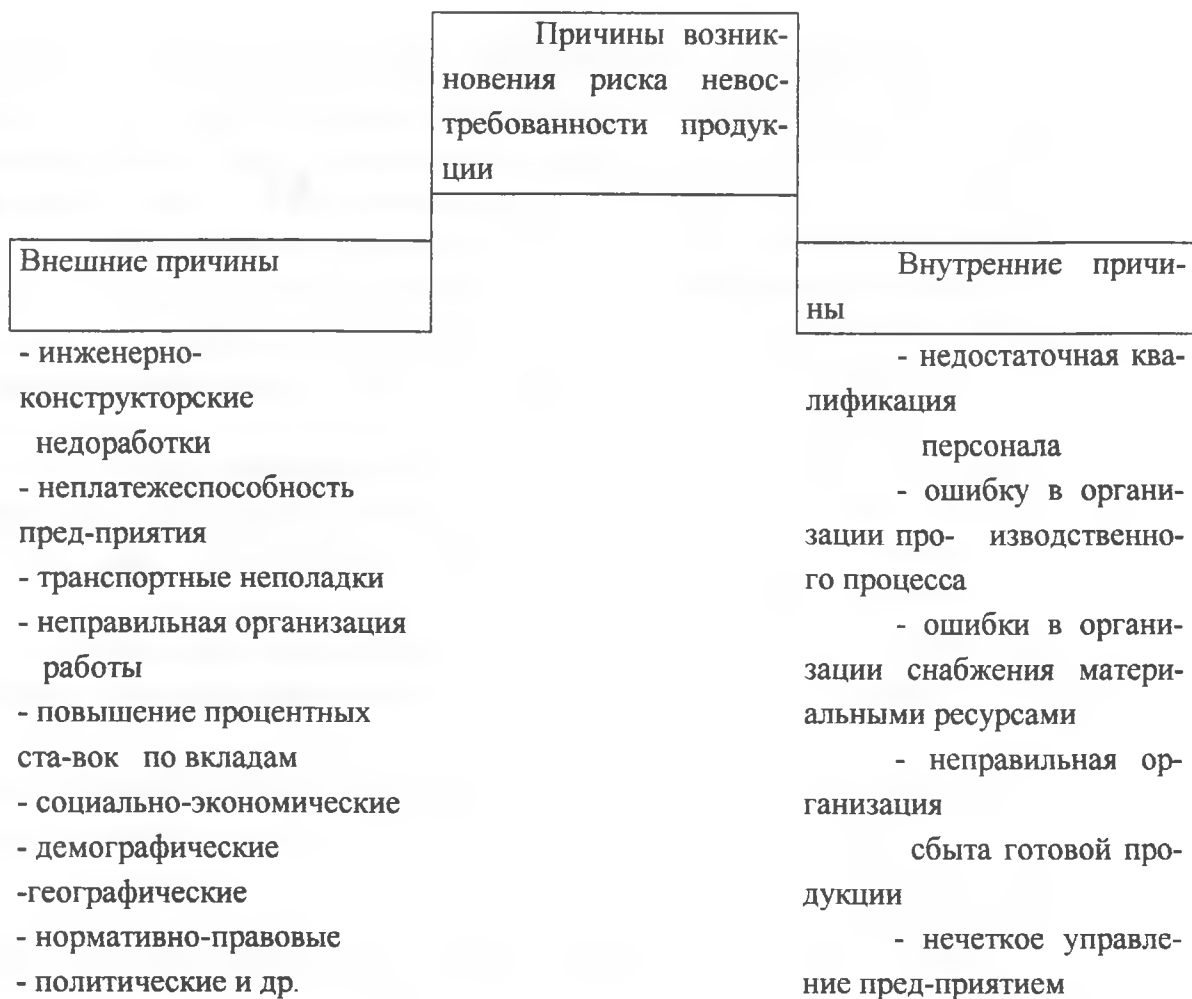 Причины возник-
новения риска невос-
требованности продук-
ции
Внешние причины
- инженерно-
конструкторские
недоработки
- неплатежеспособность
пред-приятия
- транспортные неполадки
- неправильная организация
работы
- повышение процентных
ста-вок по вкладам
- социально-экономические
- демографические
-географические
- нормативно-правовые
- политические и др.
Внутренние причи-
ны
- недостаточная ква-
лификация
персонала
- ошибку в органи-
зации про- изводственно-
го процесса
- ошибки в органи-
зации снабжения матери-
альными ресурсами
- неправильная ор-
ганизация
сбыта готовой про-
дукции
- нечеткое управле-
ние пред-приятием